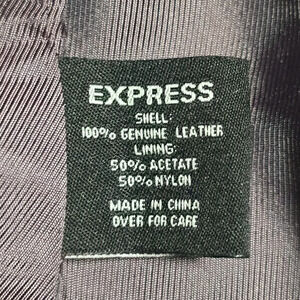 EXPRESS
SHELL:
100% GENUINE LEATHER
LINING:
50% ACETATE
50% NYLON
MADE IN CHINA
OVER FOR CARE